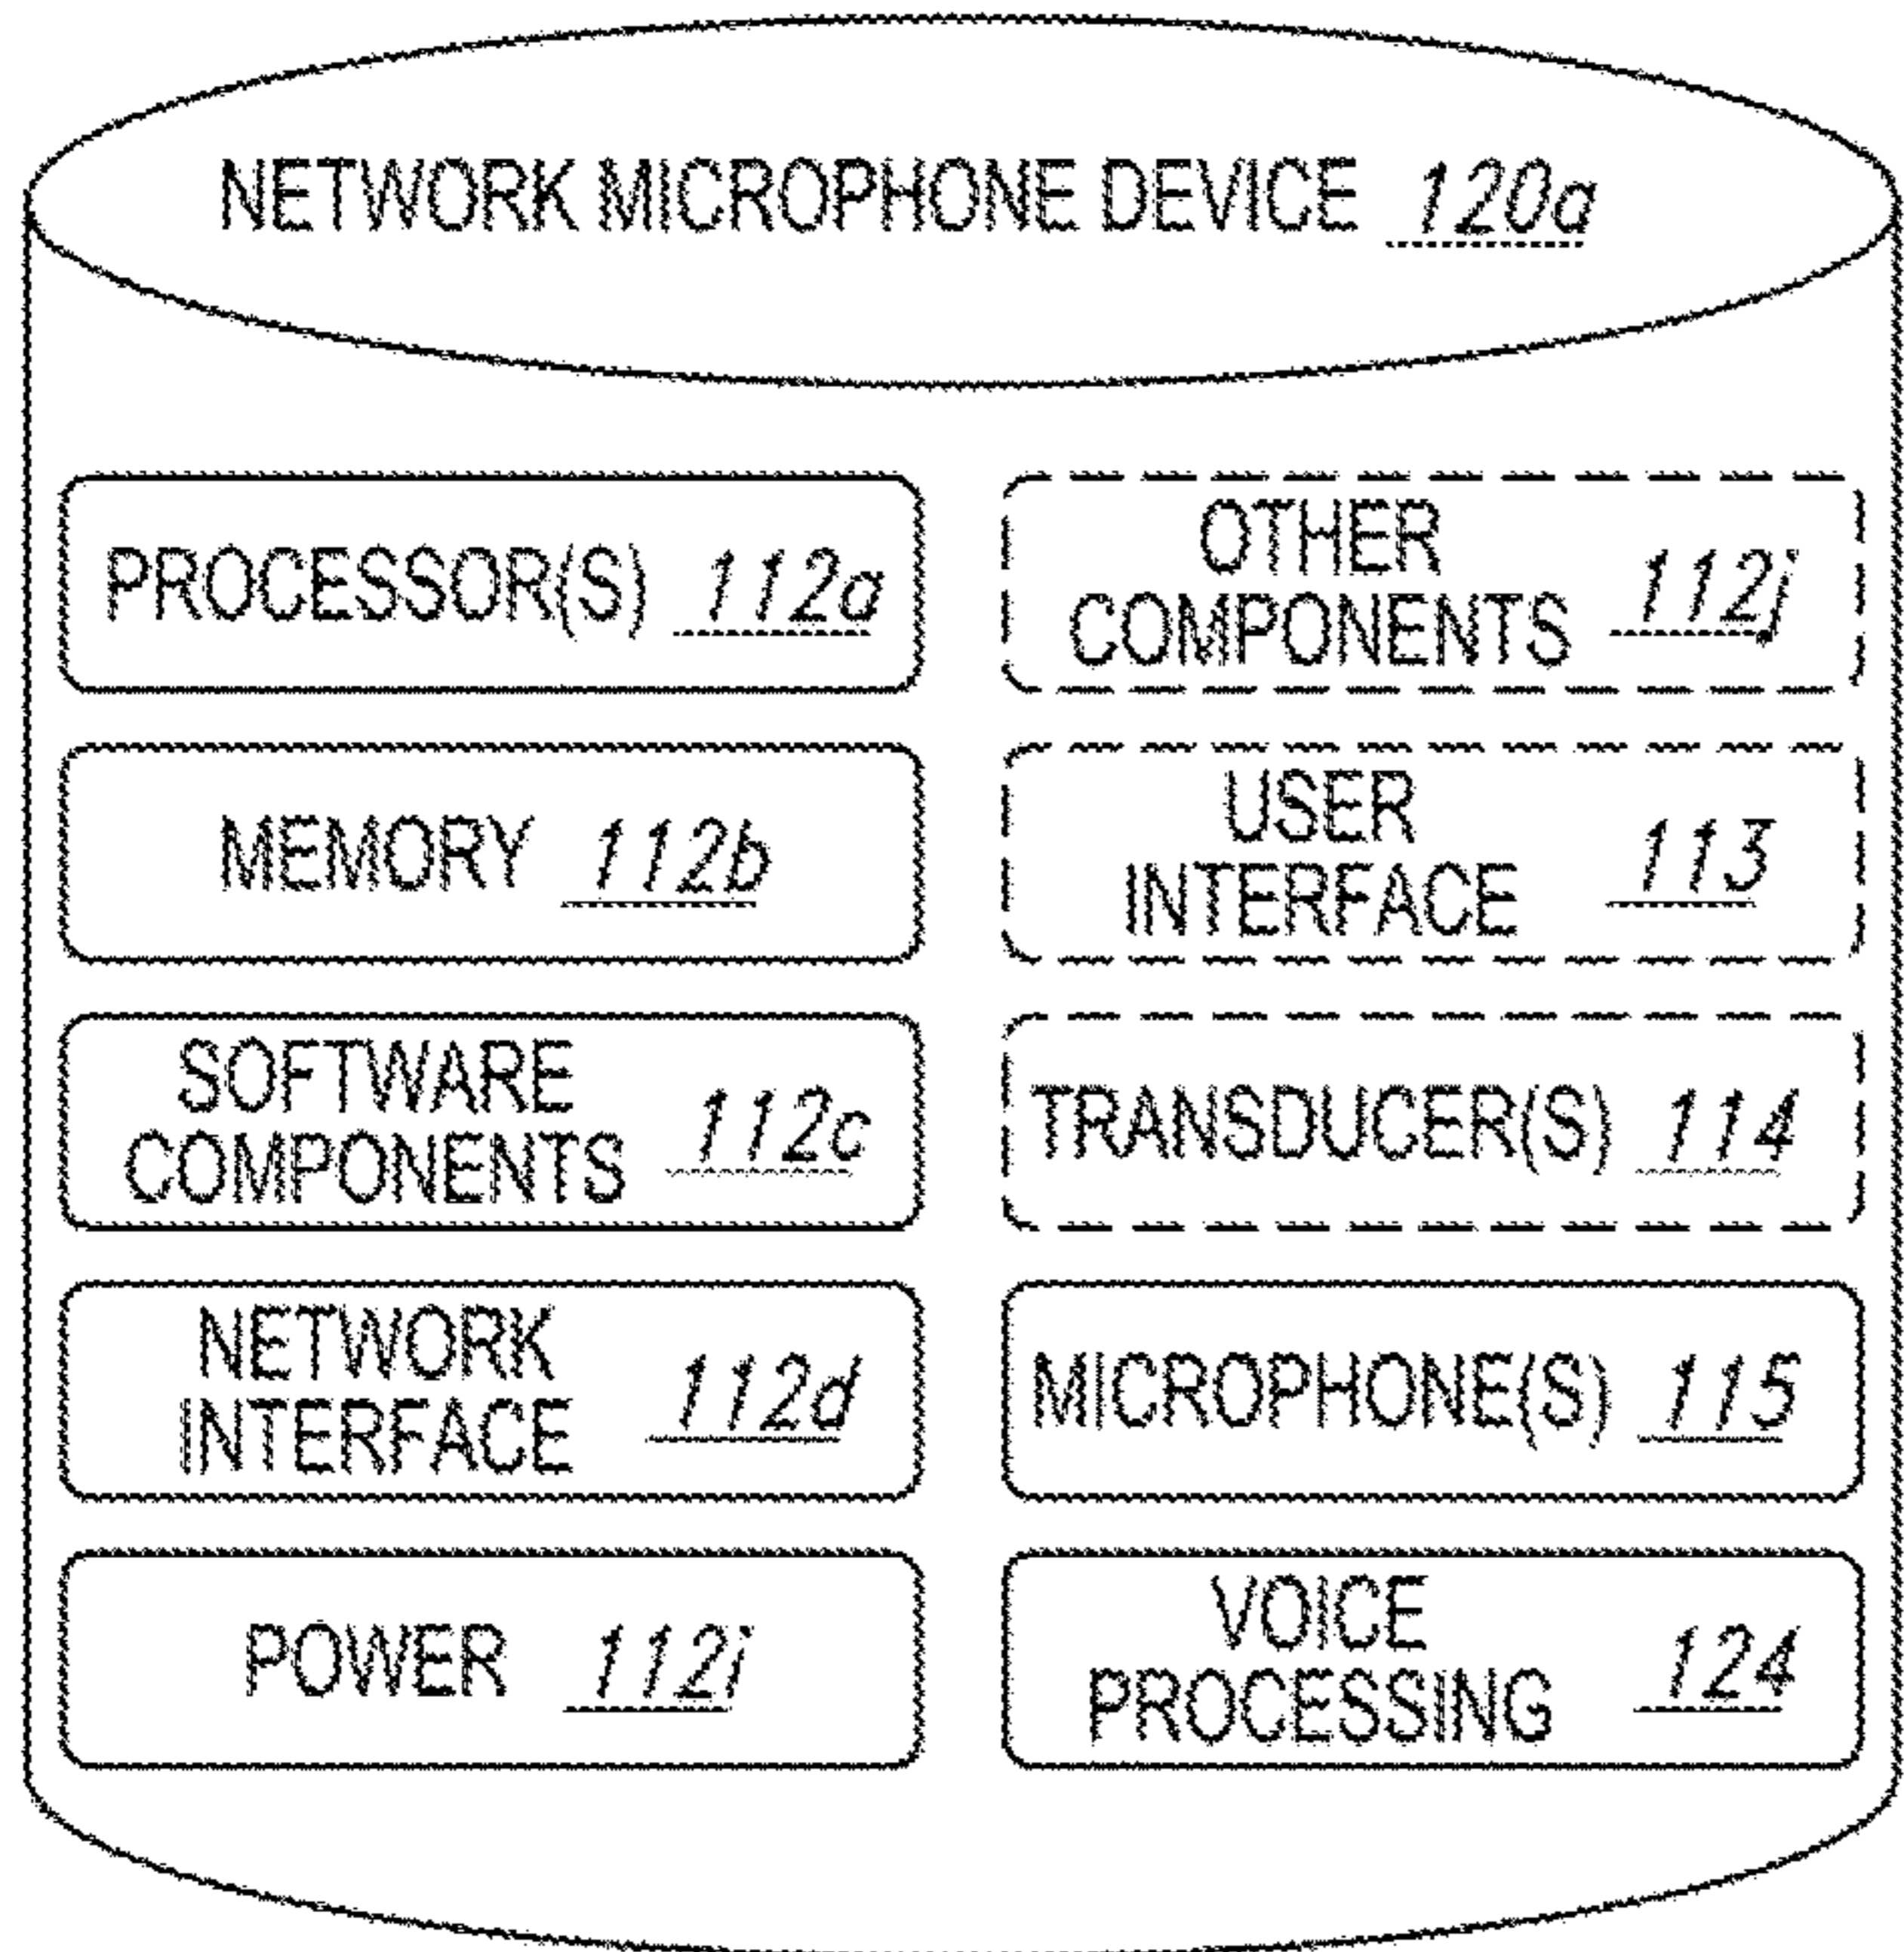 NETWORK MICROPHONE DEVICE 120a
PROCESSOR(S) 112a
MEMORY 112b
SOFTWARE
COMPONENTS 112c
NETWORK
INTERFACE 112d
POWER 112i
OTHER
COMPONENTS 112j
USER
INTERFACE 113
TRANSDUCER(S) 114
MICROPHONE(S) 115
VOICE
PROCESSING 124